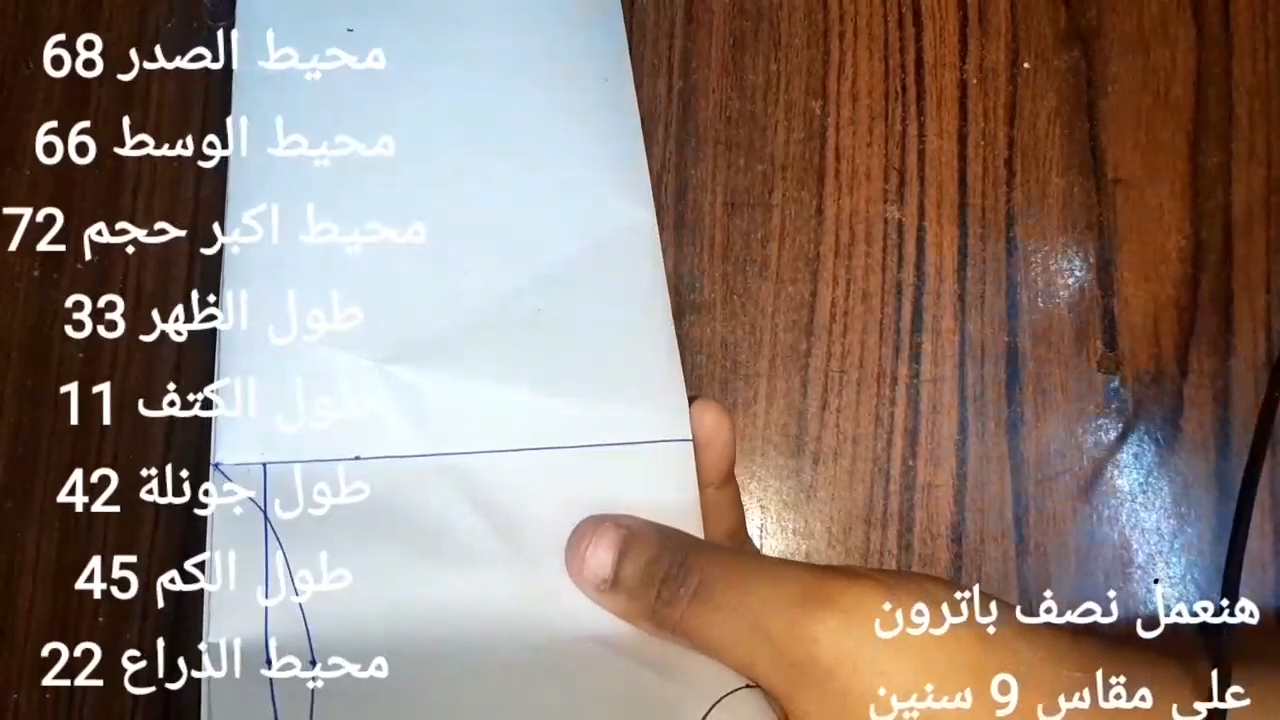 محيط الصدر 68
محيط الوسط 66
محيط اكبر حجم 72
طول الظهر 33
طول الكتف 11
طول جونلة 42
طول الكم 45
محيط الذراع 22
هنعمل نصف باترون
على مقاس 9 سنين